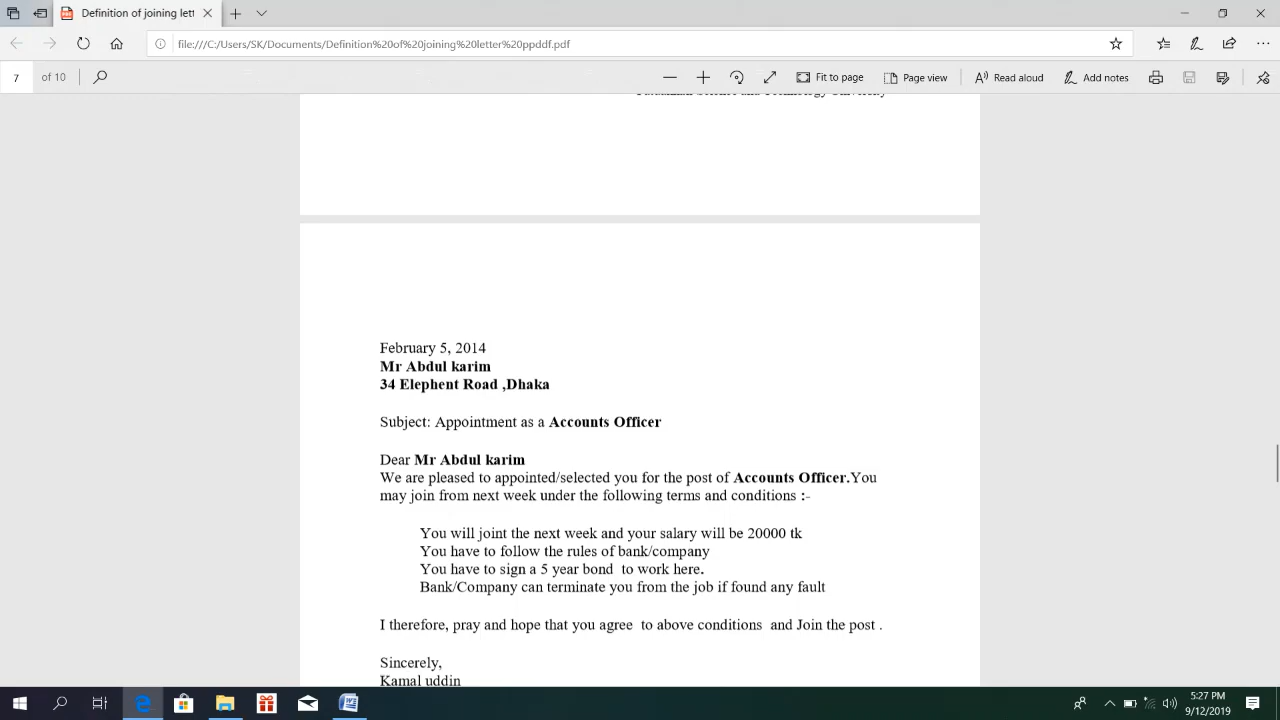 Definition of joining let
file:///C:/Users/SK/Documents/Definition%20of%20joining%20letter%20ppddf.pdf
7 of 10 Fit to page Page view Read aloud Add notes
February 5, 2014
Mr Abdul karim
34 Elephent Road ,Dhaka
Subject: Appointment as a Accounts Officer
Dear Mr Abdul karim
We are pleased to appointed/selected you for the post of Accounts Officer.You
may join from next week under the following terms and conditions :-
You will joint the next week and your salary will be 20000 tk
You have to follow the rules of bank/company
You have to sign a 5 year bond  to work here.
Bank/Company can terminate you from the job if found any fault
I therefore, pray and hope that you agree  to above conditions  and Join the post .
Sincerely,
Kamal uddin
5:27 PM
9/12/2019